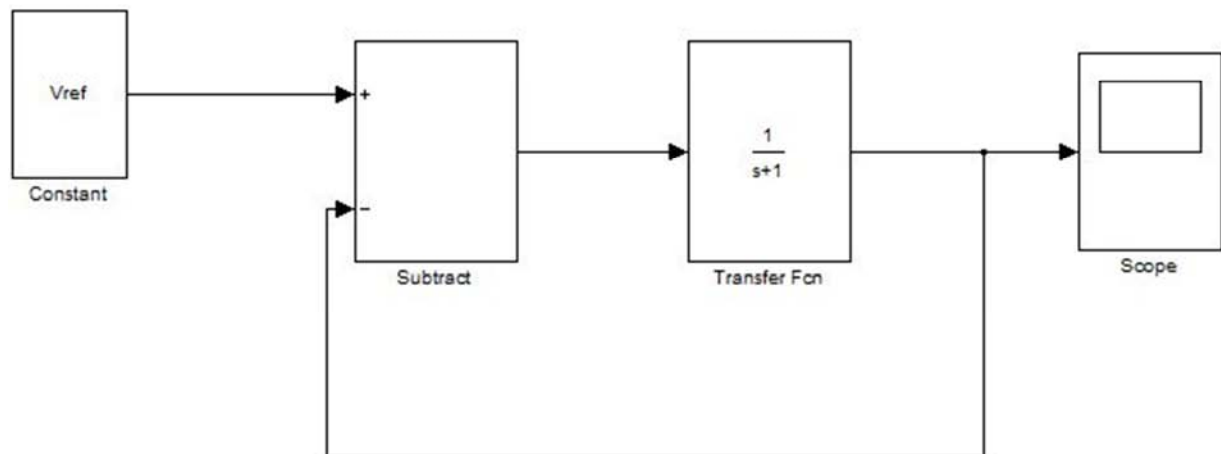 Vref
Constant
+
−
Subtract
1
s+1
Transfer Fcn
Scope